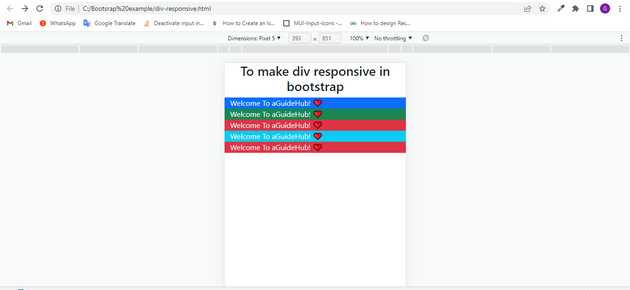 File
C:/Bootsrap%20example/div-responsive.html
G
Gmail
WhatsApp
Google Translate
Deactivate input in...
How to Create an Ic...
MUI-Input-Icons -...
How to design Rec...
Dimensions: Pixel 5
393 × 851
100%
No throttling
To make div responsive in
bootstrap
Welcome To aGuideHub! ❤
Welcome To aGuideHub! ❤
Welcome To aGuideHub! ❤
Welcome To aGuideHub! ❤
Welcome To aGuideHub! ❤